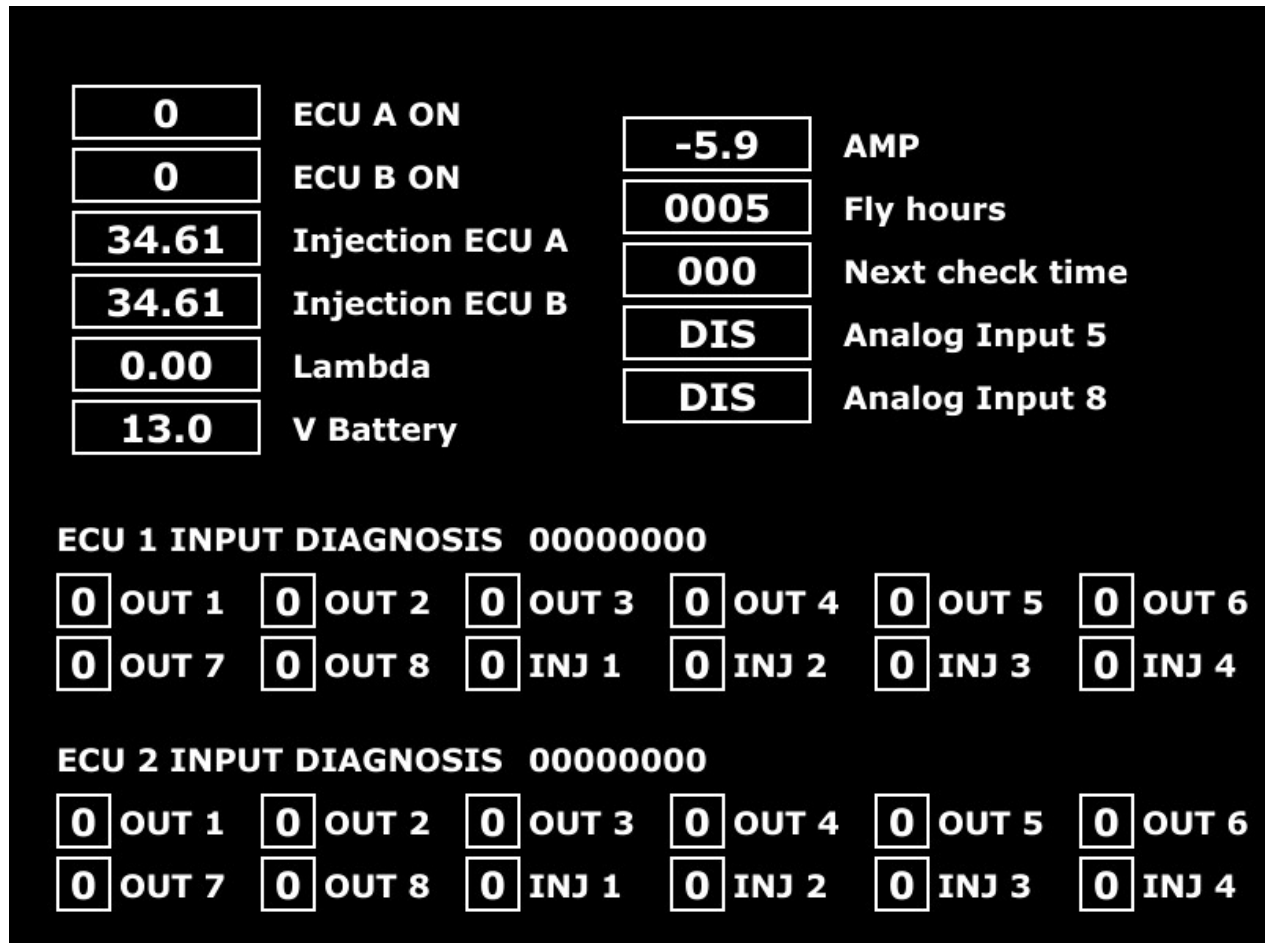 0 ECU A ON
0 ECU B ON
34.61 Injection ECU A
34.61 Injection ECU B
0.00 Lambda
13.0 V Battery
-5.9 AMP
0005 Fly hours
000 Next check time
DIS Analog Input 5
DIS Analog Input 8
ECU 1 INPUT DIAGNOSIS 00000000
0 OUT 1 0 OUT 2 0 OUT 3 0 OUT 4 0 OUT 5 0 OUT 6
0 OUT 7 0 OUT 8 0 INJ 1 0 INJ 2 0 INJ 3 0 INJ 4
ECU 2 INPUT DIAGNOSIS 00000000
0 OUT 1 0 OUT 2 0 OUT 3 0 OUT 4 0 OUT 5 0 OUT 6
0 OUT 7 0 OUT 8 0 INJ 1 0 INJ 2 0 INJ 3 0 INJ 4